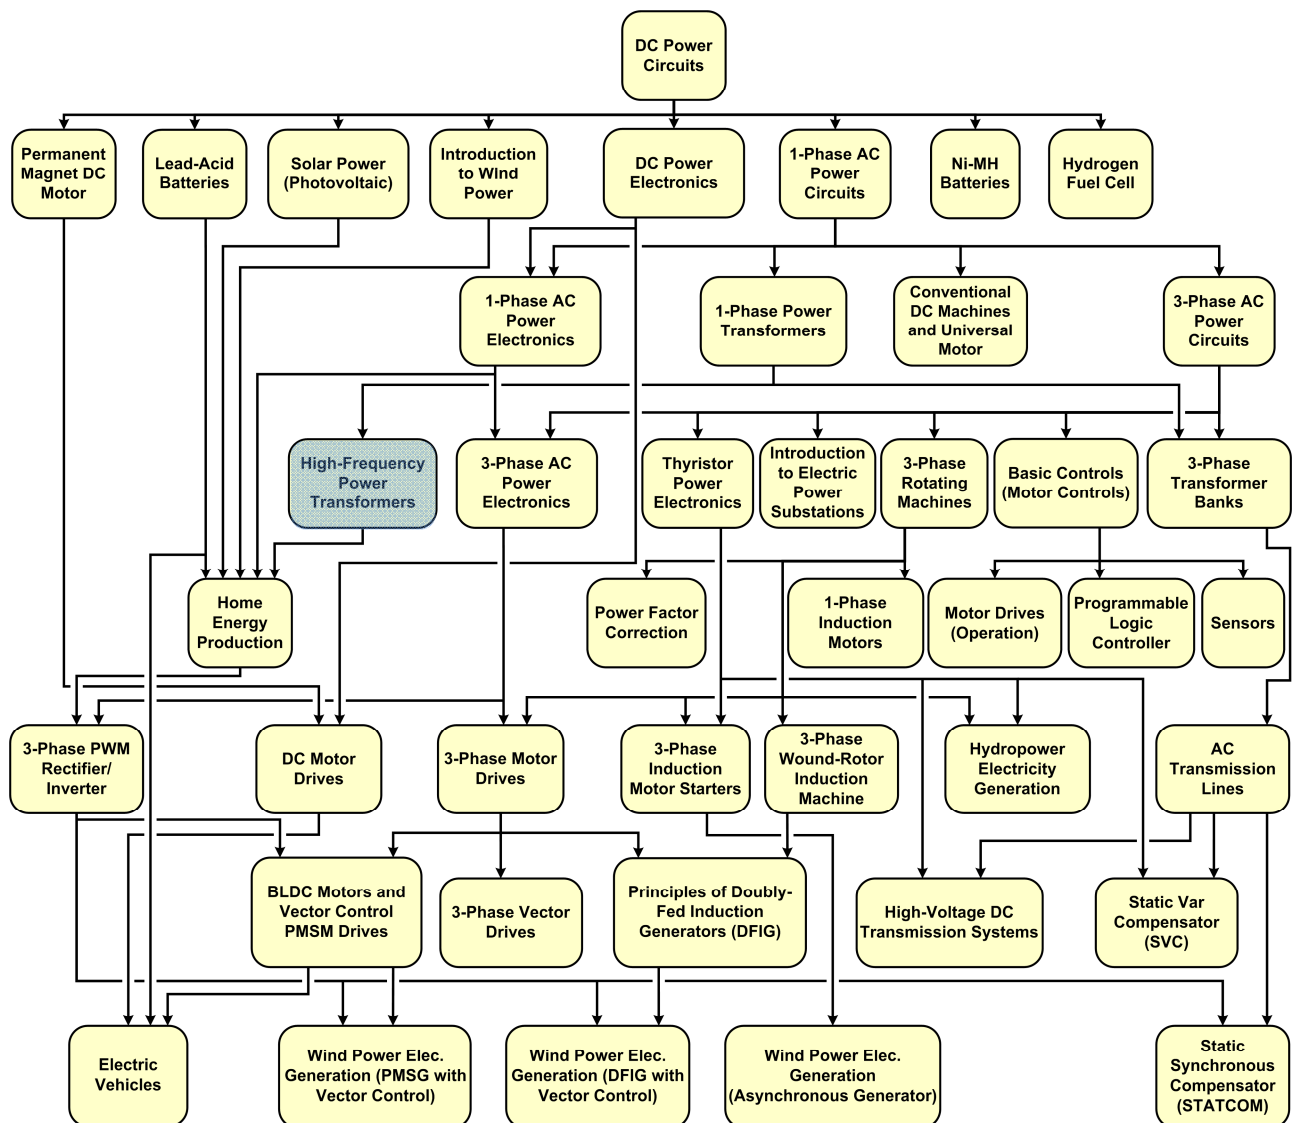 DC Power
Circuits
Permanent
Magnet DC
Motor
Lead-Acid
Batteries
Solar Power
(Photovoltaic)
Introduction
to Wind
Power
DC Power
Electronics
1-Phase AC
Power
Circuits
Ni-MH
Batteries
Hydrogen
Fuel Cell
1-Phase AC
Power
Electronics
1-Phase Power
Transformers
Conventional
DC Machines
and Universal
Motor
3-Phase AC
Power
Circuits
High-Frequency
Power
Transformers
3-Phase AC
Power
Electronics
Thyristor
Power
Electronics
Introduction
to Electric
Power
Substations
3-Phase
Rotating
Machines
Basic Controls
(Motor Controls)
3-Phase
Transformer
Banks
Home
Energy
Production
Power Factor
Correction
1-Phase
Induction
Motors
Motor Drives
(Operation)
Programmable
Logic
Controller
Sensors
3-Phase PWM
Rectifier/
Inverter
DC Motor
Drives
3-Phase Motor
Drives
3-Phase
Induction
Motor Starters
3-Phase
Wound-Rotor
Induction
Machine
Hydropower
Electricity
Generation
AC
Transmission
Lines
BLDC Motors and
Vector Control
PMSM Drives
3-Phase Vector
Drives
Principles of Doubly-
Fed Induction
Generators (DFIG)
High-Voltage DC
Transmission Systems
Static Var
Compensator
(SVC)
Electric
Vehicles
Wind Power Elec.
Generation (PMSG with
Vector Control)
Wind Power Elec.
Generation (DFIG with
Vector Control)
Wind Power Elec.
Generation
(Asynchronous Generator)
Static
Synchronous
Compensator
(STATCOM)